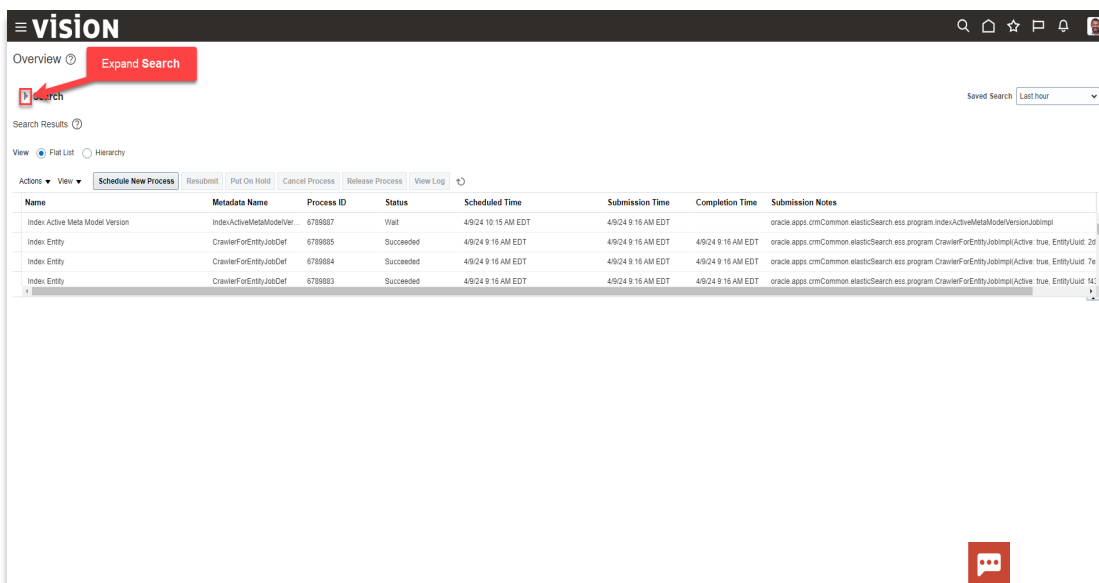 vision
Overview
Expand Search
Search
Saved Search Last hour
Search Results
View Flat List Hierarchy
Actions View Schedule New Process Resubmit Put On Hold Cancel Process Release Process View Log
Name Metadata Name Process ID Status Scheduled Time Submission Time Completion Time Submission Notes
Index Active Meta Model Version IndexActiveMetaModelVer... 6789887 Wait 4/9/24 10:15 AM EDT 4/9/24 9:16 AM EDT oracle.apps.crmCommon.elasticSearch.ess.program.IndexActiveMetaModelVersionJobImpl
Index Entity CrawlerForEntityJobDef 6789885 Succeeded 4/9/24 9:16 AM EDT 4/9/24 9:16 AM EDT 4/9/24 9:16 AM EDT oracle.apps.crmCommon.elasticSearch.ess.program.CrawlerForEntityJobImpl(Active: true, EntityUuid: 2d
Index Entity CrawlerForEntityJobDef 6789884 Succeeded 4/9/24 9:16 AM EDT 4/9/24 9:16 AM EDT 4/9/24 9:16 AM EDT oracle.apps.crmCommon.elasticSearch.ess.program.CrawlerForEntityJobImpl(Active: true, EntityUuid: 7e
Index Entity CrawlerForEntityJobDef 6789883 Succeeded 4/9/24 9:16 AM EDT 4/9/24 9:16 AM EDT 4/9/24 9:16 AM EDT oracle.apps.crmCommon.elasticSearch.ess.program.CrawlerForEntityJobImpl(Active: true, EntityUuid: f43